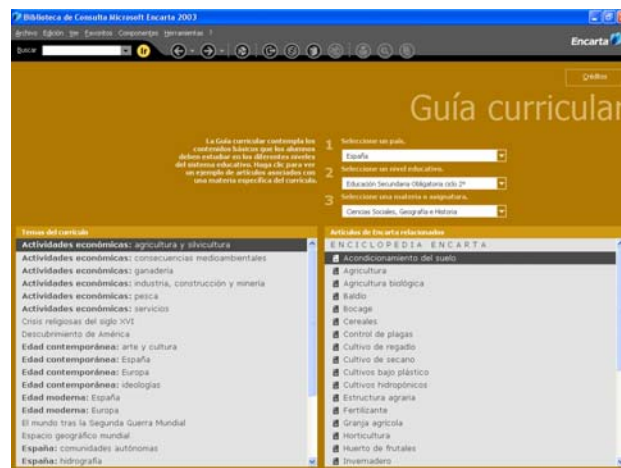 Biblioteca de Consulta Microsoft Encarta 2003
Archivo Edición Ver Favoritos Componentes Herramientas ?
Buscar
Ir
Encarta
Créditos
Guía curricular
La Guía curricular contempla los
contenidos básicos que los alumnos
deben estudiar en los diferentes niveles
del sistema educativo. Haga clic para ver
un ejemplo de artículos asociados con
una materia específica del currículo.
1 Seleccione un país.
España
2 Seleccione un nivel educativo.
Educación Secundaria Obligatoria ciclo 2º
3 Seleccione una materia o asignatura.
Ciencias Sociales, Geografía e Historia
Temas del currículo
Actividades económicas: agricultura y silvicultura
Actividades económicas: consecuencias medioambientales
Actividades económicas: ganadería
Actividades económicas: industria, construcción y minería
Actividades económicas: pesca
Actividades económicas: servicios
Crisis religiosas del siglo XVI
Descubrimiento de América
Edad contemporánea: arte y cultura
Edad contemporánea: España
Edad contemporánea: Europa
Edad contemporánea: ideologías
Edad moderna: España
Edad moderna: Europa
El mundo tras la Segunda Guerra Mundial
Espacio geográfico mundial
España: comunidades autónomas
España: hidrografía
Artículos de Encarta relacionados
ENCICLOPEDIA ENCARTA
Acondicionamiento del suelo
Agricultura
Agricultura biológica
Baldío
Bocage
Cereales
Control de plagas
Cultivo de regadío
Cultivo de secano
Cultivos bajo plástico
Cultivos hidropónicos
Estructura agraria
Fertilizante
Granja agrícola
Horticultura
Huerto de frutales
Invernadero